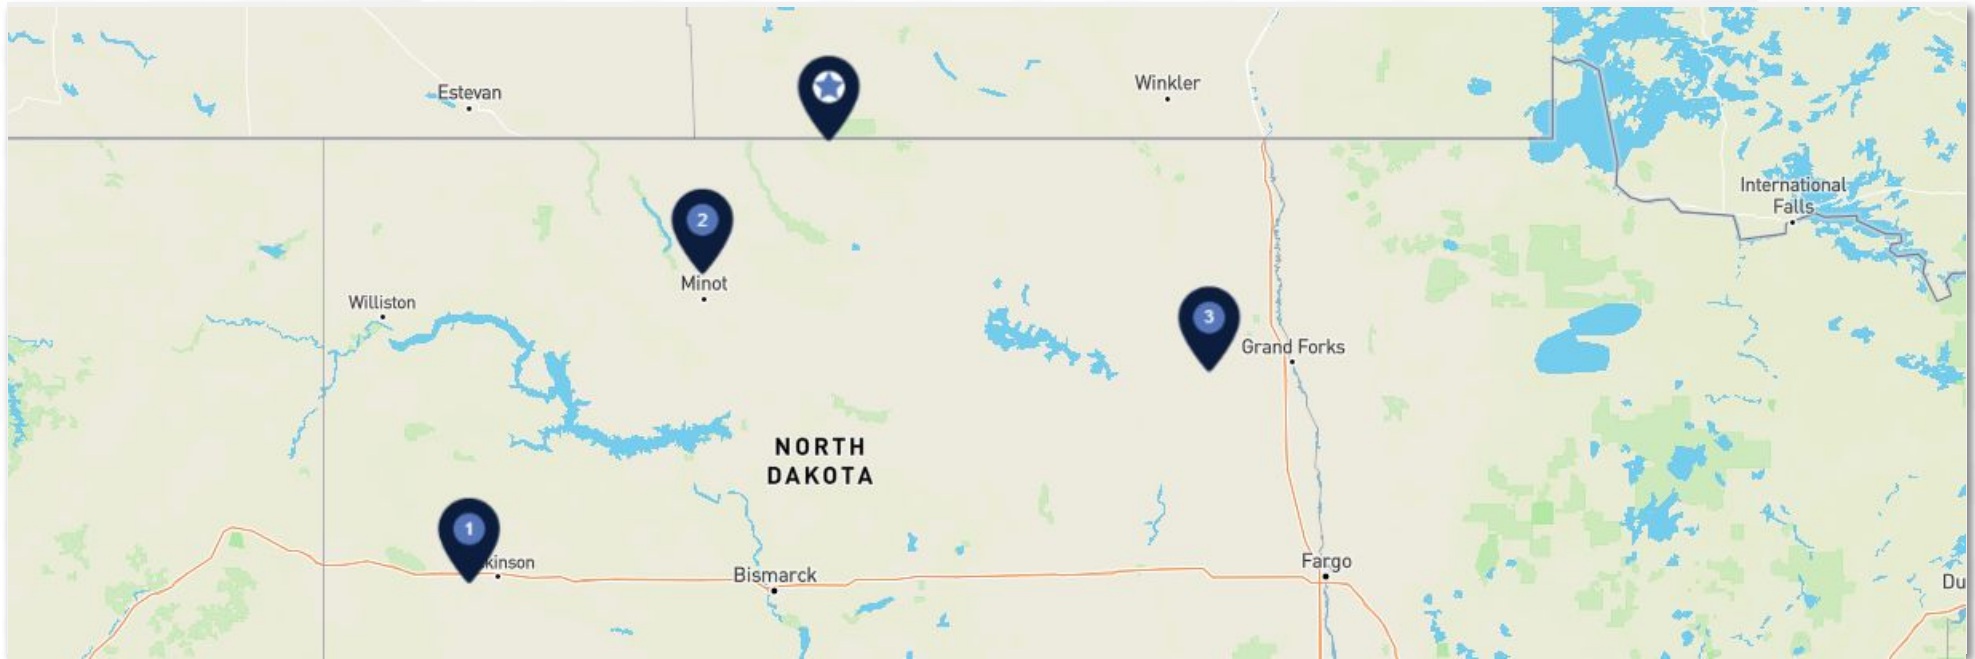 Estevan
Winkler
International
Falls
2
Minot
Williston
3
Grand Forks
NORTH
DAKOTA
1
kinson
Bismarck
Fargo
Du